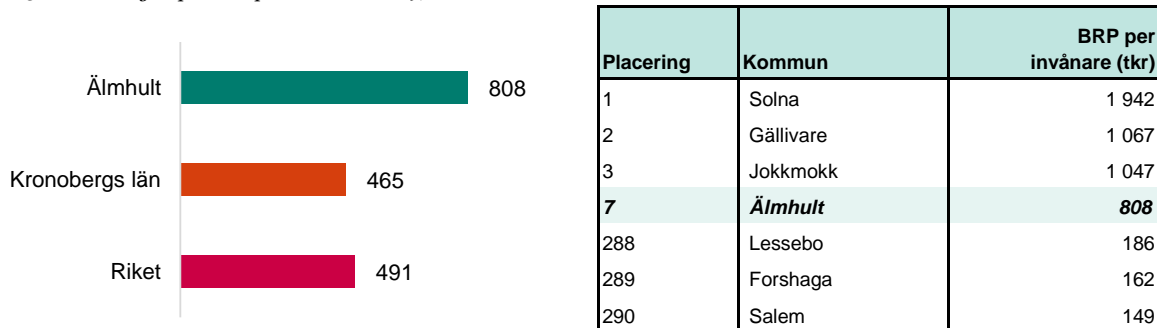 Älmhult 808
Kronobergs län 465
Riket 491
Placering Kommun BRP per invånare (tkr)
1 Solna 1 942
2 Gällivare 1 067
3 Jokkmokk 1 047
7 Älmhult 808
288 Lessebo 186
289 Forshaga 162
290 Salem 149